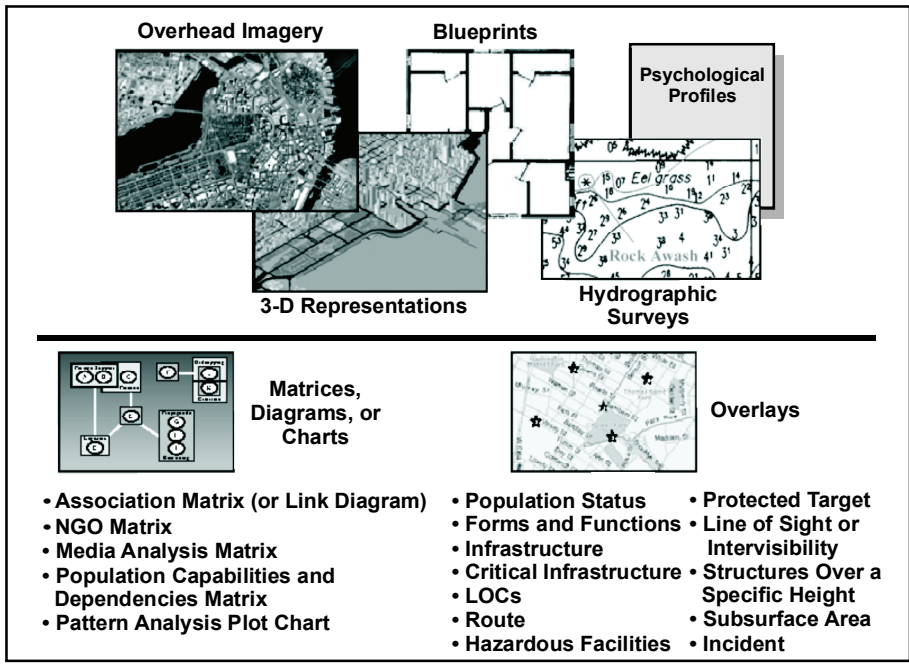 Overhead Imagery
Blueprints
Psychological
Profiles
Eel grass
Rock Awash
3-D Representations
Hydrographic
Surveys
Matrices,
Diagrams, or
Charts
Overlays
• Association Matrix (or Link Diagram)
• NGO Matrix
• Media Analysis Matrix
• Population Capabilities and
Dependencies Matrix
• Pattern Analysis Plot Chart
• Population Status
• Forms and Functions
• Infrastructure
• Critical Infrastructure
• LOCs
• Route
• Hazardous Facilities
• Protected Target
• Line of Sight or
Intervisibility
• Structures Over a
Specific Height
• Subsurface Area
• Incident